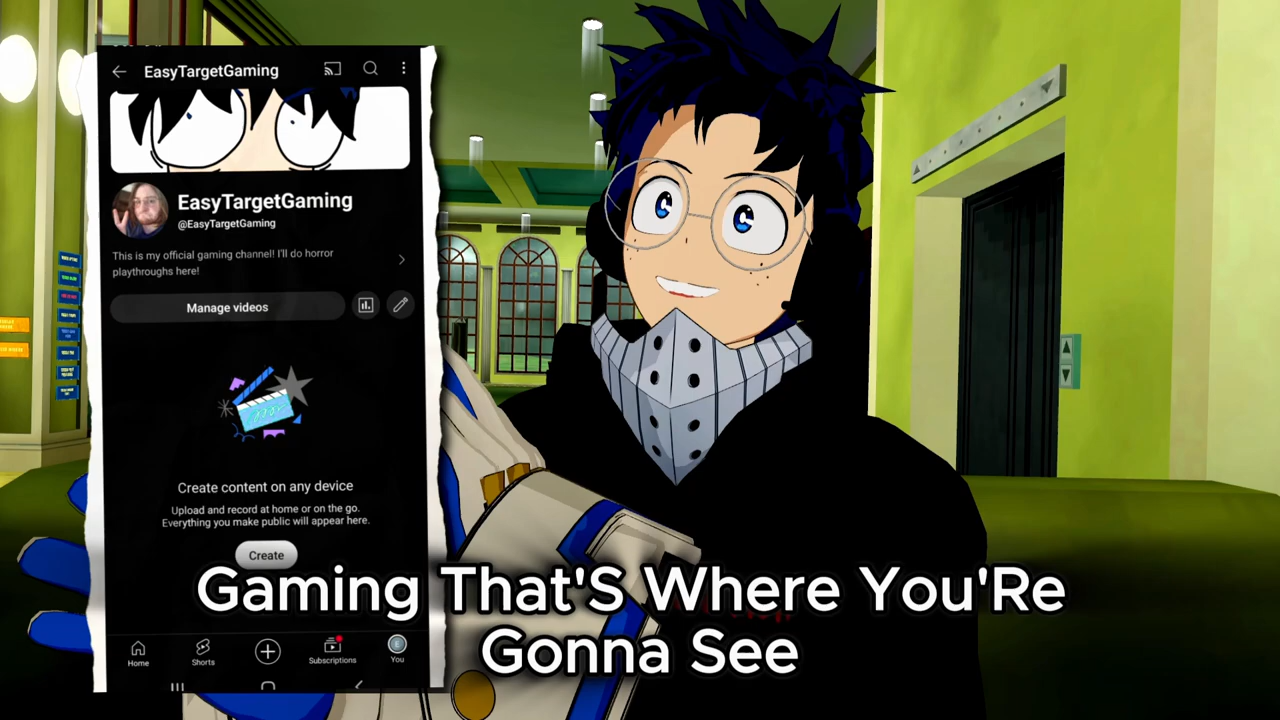 EasyTargetGaming
EasyTargetGaming
@EasyTargetGaming
This is my official gaming channel! I'll do horror
playthroughs here!
Manage videos
Create content on any device
Upload and record at home or on the go.
Everything you make public will appear here.
Create
Gaming That'S Where You'Re
Gonna See
Home
Shorts
Subscriptions
You